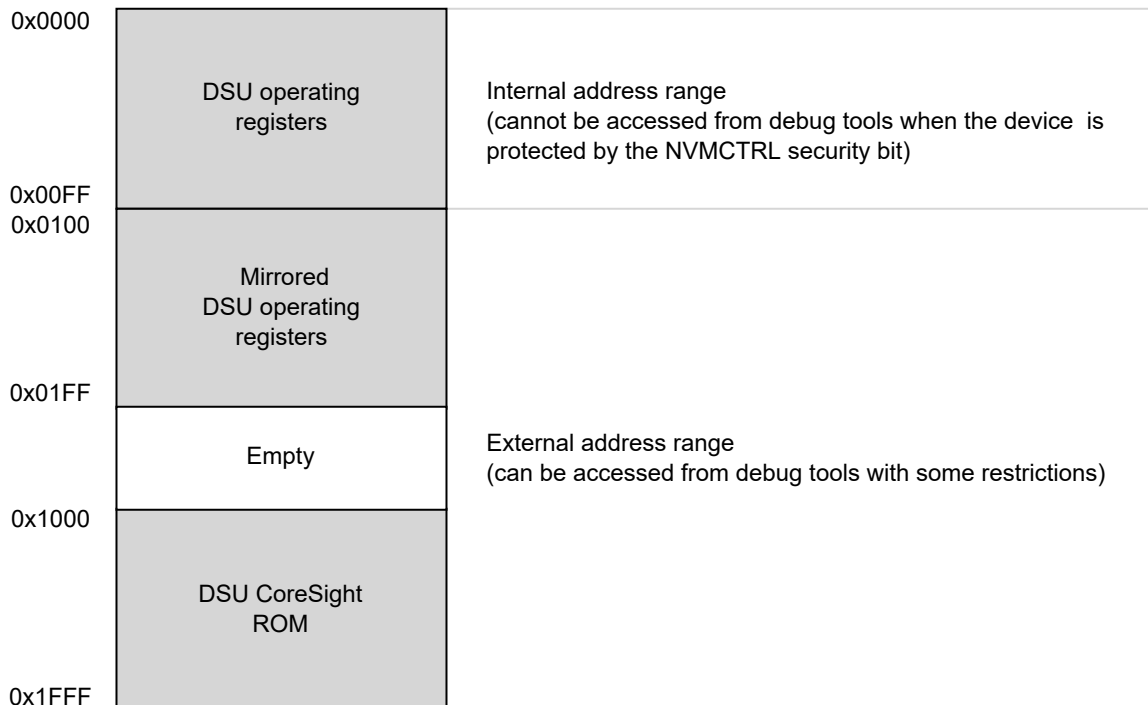 0x0000
DSU operating
registers
Internal address range
(cannot be accessed from debug tools when the device is
protected by the NVMCTRL security bit)
0x00FF
0x0100
Mirrored
DSU operating
registers
0x01FF
Empty
External address range
(can be accessed from debug tools with some restrictions)
0x1000
DSU CoreSight
ROM
0x1FFF